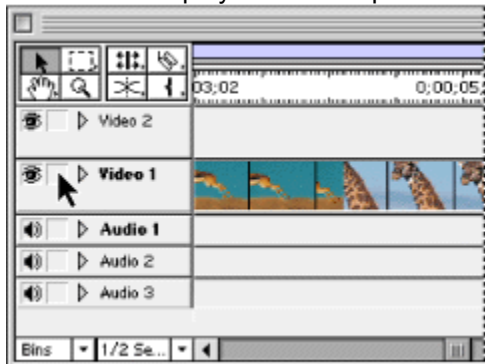 03;02 0;00;05;
Video 2
Video 1
Audio 1
Audio 2
Audio 3
Bins 1/2 Se...